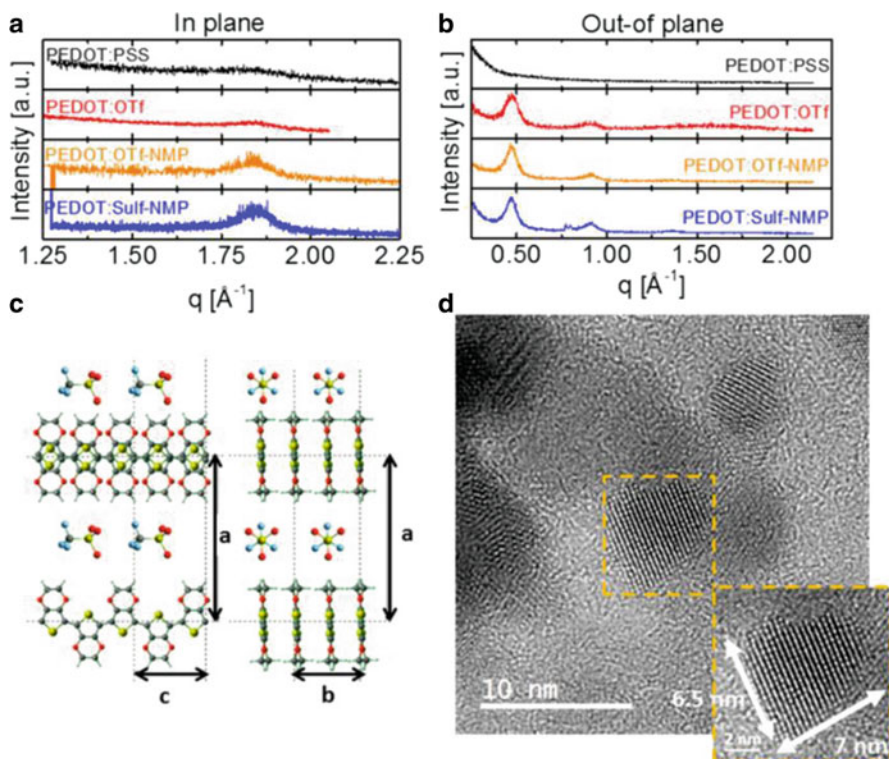 a
In plane
Intensity [a.u.]
PEDOT:PSS
PEDOT:OTf
PEDOT:OTf-NMP
PEDOT:Sulf-NMP
1.25 1.50 1.75 2.00 2.25
q [Å⁻¹]
b
Out-of plane
Intensity [a.u.]
PEDOT:PSS
PEDOT:OTf
PEDOT:OTf-NMP
PEDOT:Sulf-NMP
0.50 1.00 1.50 2.00
q [Å⁻¹]
c
a
a
c
b
d
10 nm
6.5 nm
2 nm
7 nm